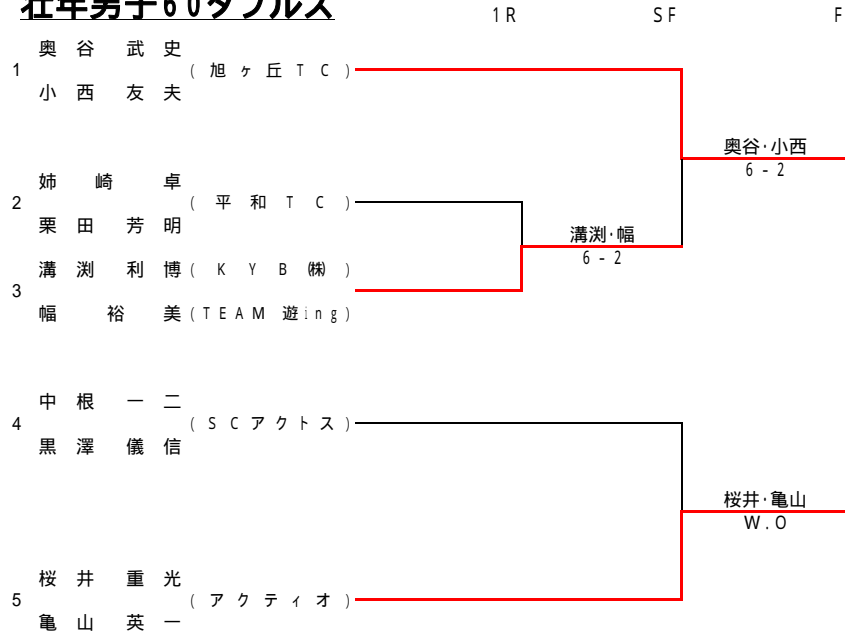 壮年男子60ダブルス 1R SF F
奥谷 武史
1 (旭ヶ丘TC)
小西 友夫
奥谷·小西
6-2
姉崎 卓
2 (平和TC)
栗田 芳明
溝渕·幅
6-2
溝渕 利博 (KYB㈱)
3
幅 裕美 (TEAM 遊ing)
中根 一二
4 (SCアクトス)
黒澤 儀信
桜井·亀山
W.O
桜井 重光
5 (アクティオ)
亀山 英一